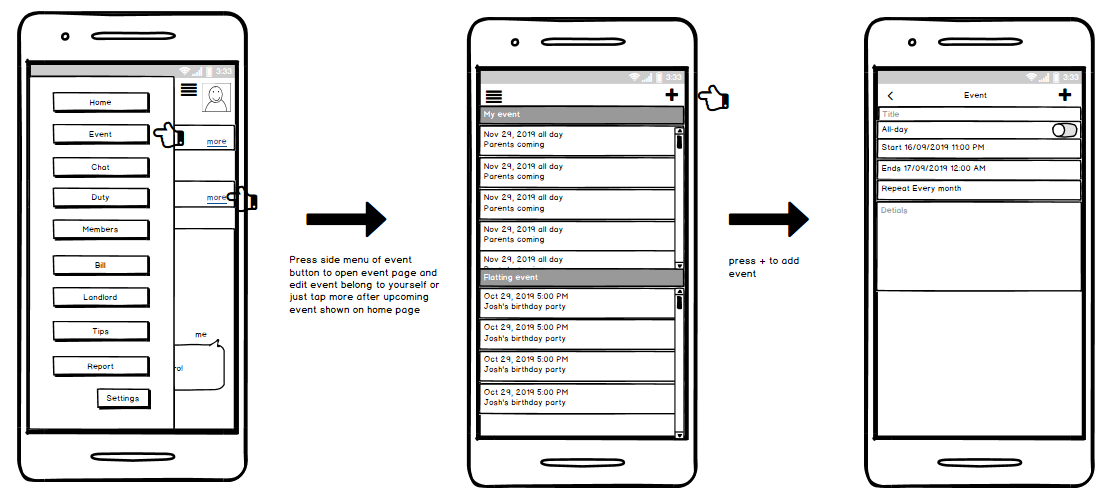 3:33
Home
Event
Chat
Duty
Members
Bill
Landlord
Tips
Report
Settings
more
more
me
rol
Press side menu of event
button to open event page and
edit event belong to yourself or
just tap more after upcoming
event shown on home page
3:33
My event
Nov 29, 2019 all day
Parents coming
Nov 29, 2019 all day
Parents coming
Nov 29, 2019 all day
Parents coming
Nov 29, 2019 all day
Parents coming
Nov 29, 2019 all day
Flatting event
Oct 29, 2019 5:00 PM
Josh's birthday party
Oct 29, 2019 5:00 PM
Josh's birthday party
Oct 29, 2019 5:00 PM
Josh's birthday party
Oct 29, 2019 5:00 PM
Josh's birthday party
press + to add
event
3:33
Event
Title
All-day
Start 16/09/2019 11:00 PM
Ends 17/09/2019 12:00 AM
Repeat Every month
Detials